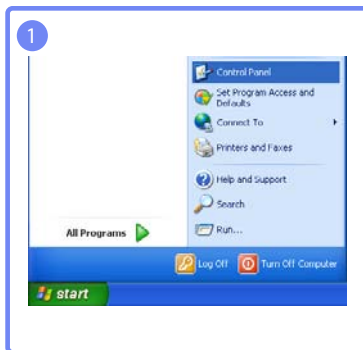 1
Control Panel
Set Program Access and
Defaults
Connect To
Printers and Faxes
Help and Support
Search
All Programs
Run...
Log Off
Turn Off Computer
start